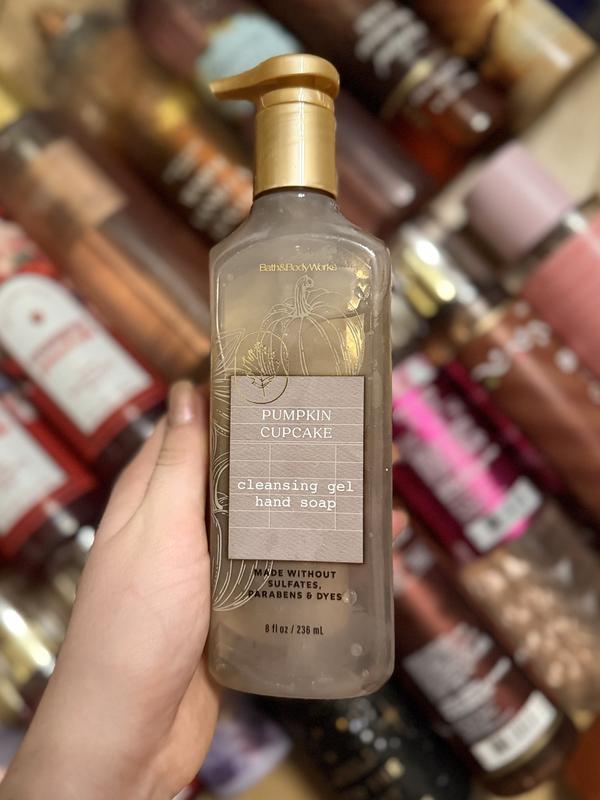 Bath&BodyWorks
PUMPKIN
CUPCAKE
cleansing gel
hand soap
MADE WITHOUT
SULFATES,
PARABENS & DYES
8 fl oz / 236 mL